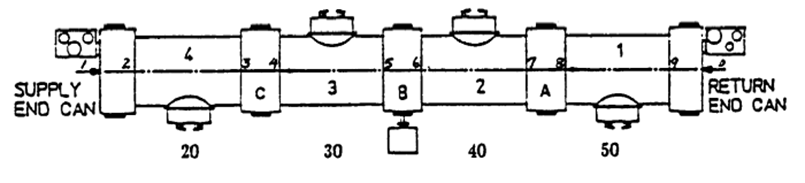 4 1
1 2 3 4 5 6 7 8 9 0
SUPPLY
END CAN
C 3 B 2 A
RETURN
END CAN
20 30 40 50